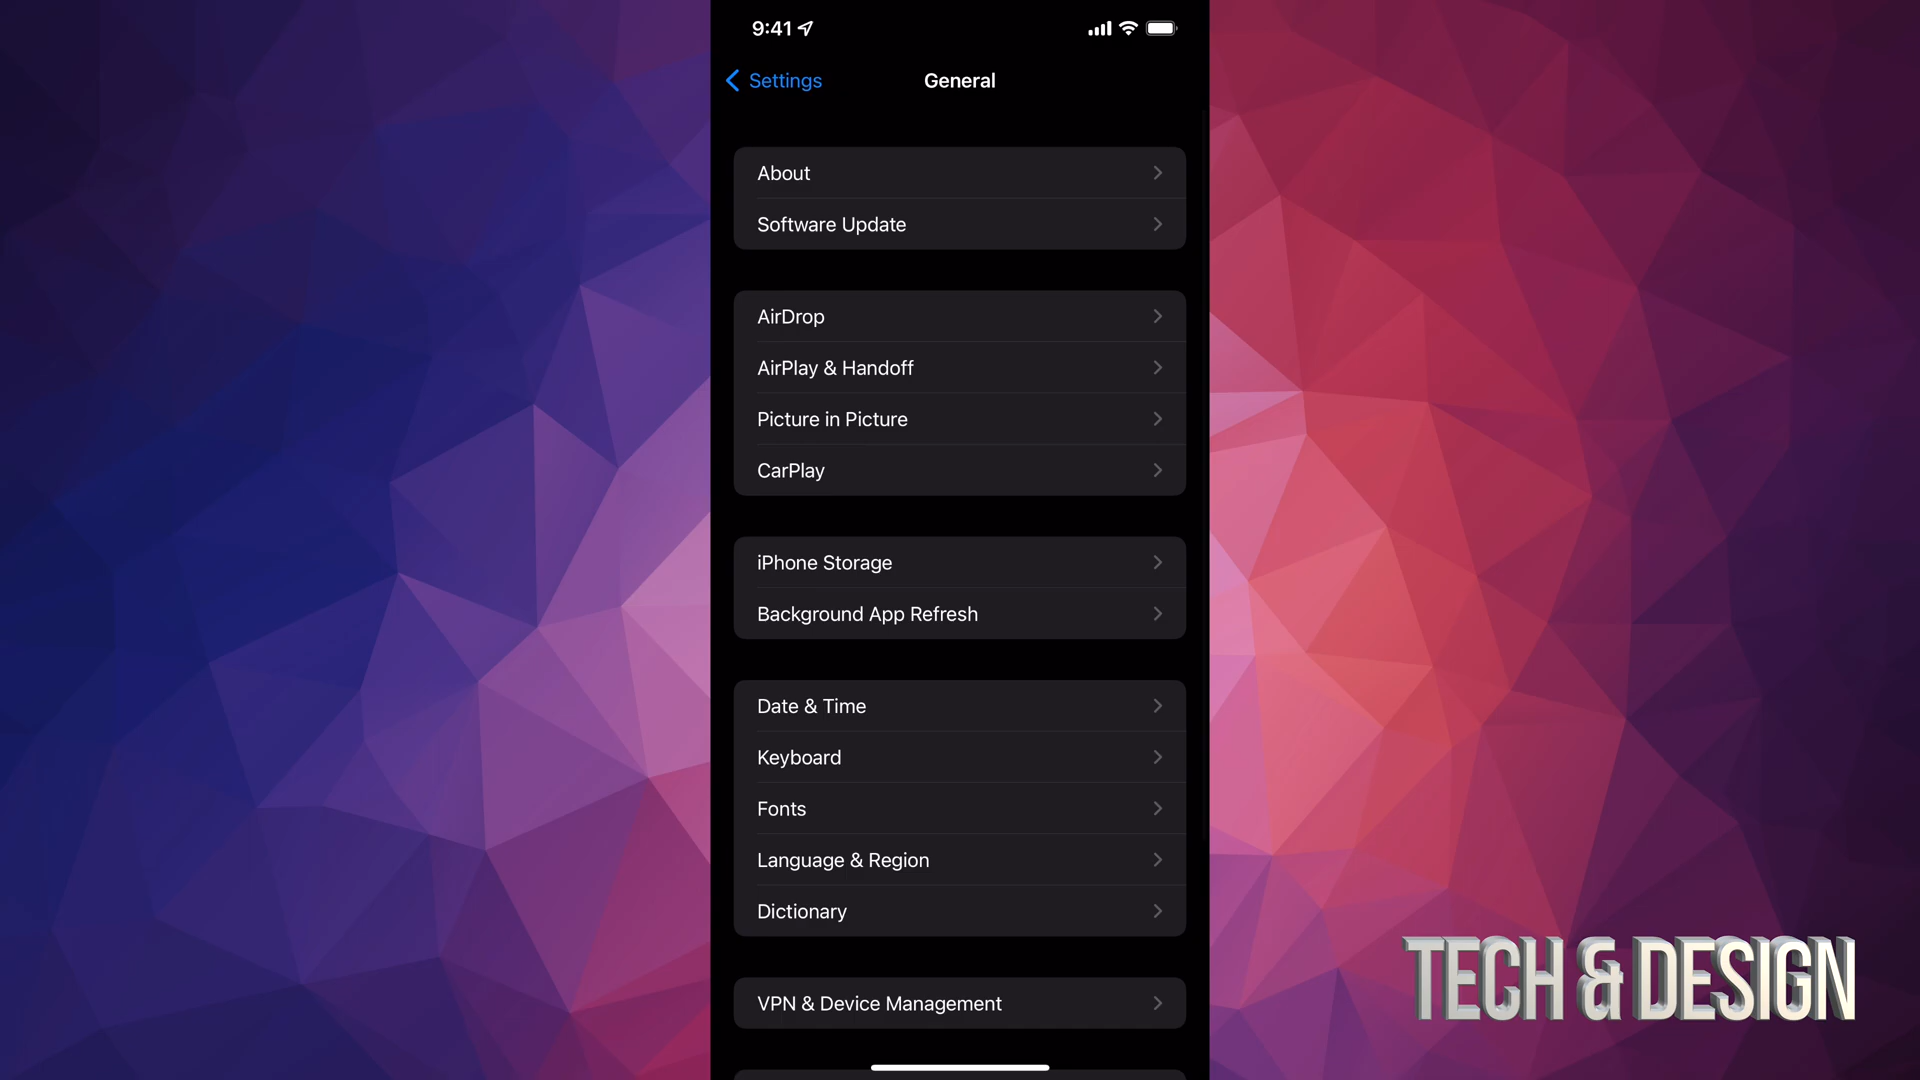 9:41
Settings
General
About
Software Update
AirDrop
AirPlay & Handoff
Picture in Picture
CarPlay
iPhone Storage
Background App Refresh
Date & Time
Keyboard
Fonts
Language & Region
Dictionary
VPN & Device Management
TECH & DESIGN